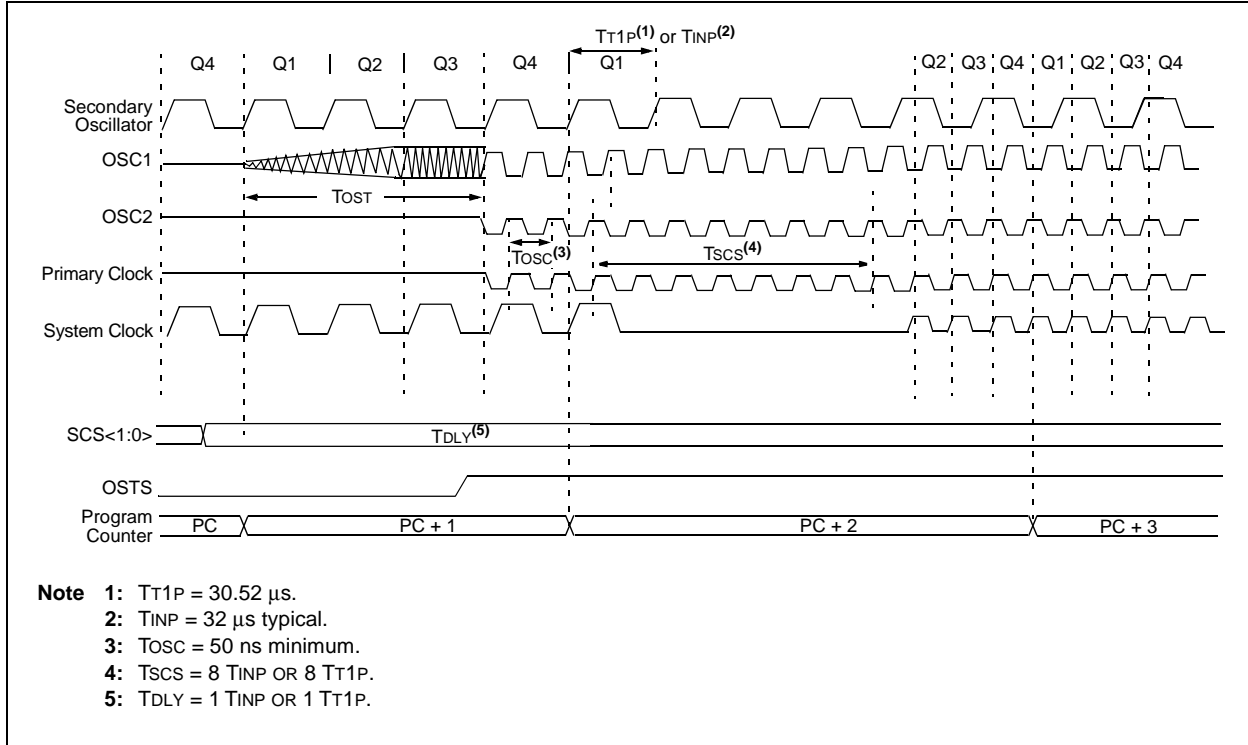 TT1P(1) or TINP(2)
Q4 Q1 Q2 Q3 Q4 Q1 Q2 Q3 Q4 Q1 Q2 Q3 Q4
Secondary
Oscillator
OSC1
TOST
OSC2
TOSC(3) TSCS(4)
Primary Clock
System Clock
SCS<1:0> TDLY(5)
OSTS
Program
Counter PC PC + 1 PC + 2 PC + 3
Note 1: TT1P = 30.52 μs.
2: TINP = 32 μs typical.
3: TOSC = 50 ns minimum.
4: TSCS = 8 TINP OR 8 TT1P.
5: TDLY = 1 TINP OR 1 TT1P.